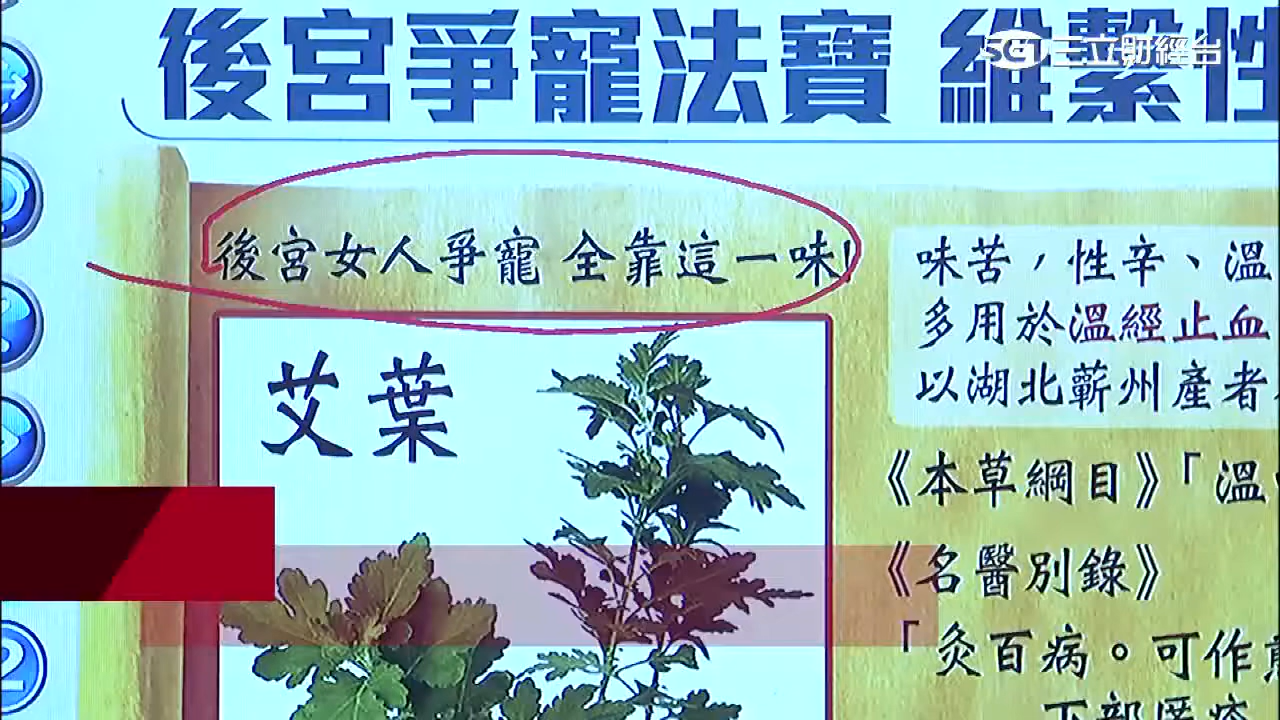 後宮爭寵法寶 維繫性
三立財經台
後宮女人爭寵 全靠這一味!
艾葉
味苦，性辛、溫
多用於溫經止血
以湖北蘄州產者
《本草綱目》「溫
《名醫別錄》
「灸百病。可作煎
2